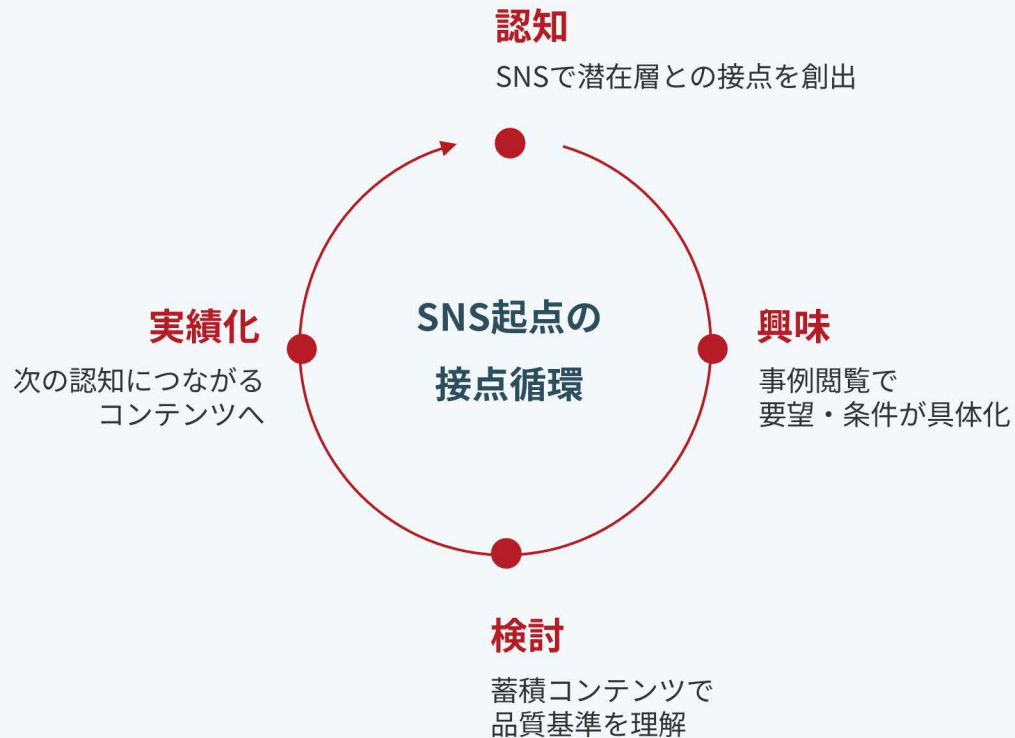 認知
SNSで潜在層との接点を創出
SNS起点の
接点循環
興味
事例閲覧で
要望・条件が具体化
検討
蓄積コンテンツで
品質基準を理解
実績化
次の認知につながる
コンテンツへ